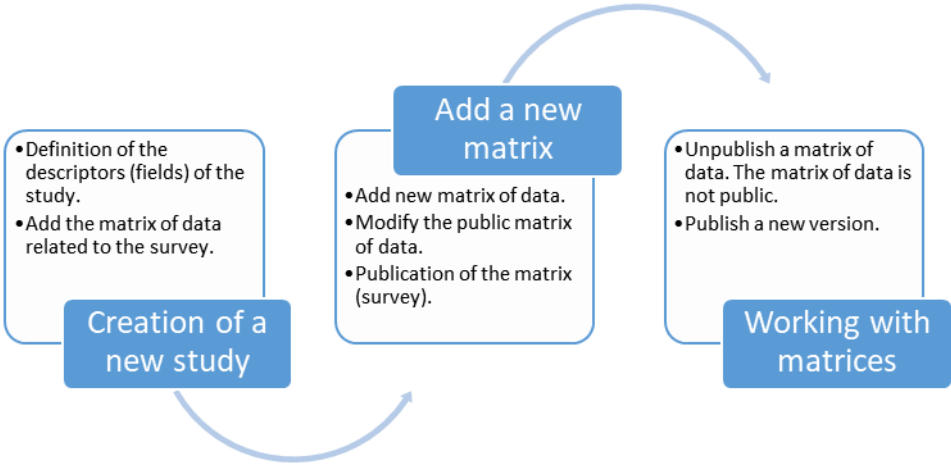 •Definition of the
descriptors (fields) of the
study.
•Add the matrix of data
related to the survey.
Creation of a
new study
Add a new
matrix
•Add new matrix of data.
•Modify the public matrix
of data.
•Publication of the matrix
(survey).
•Unpublish a matrix of
data. The matrix of data is
not public.
•Publish a new version.
Working with
matrices